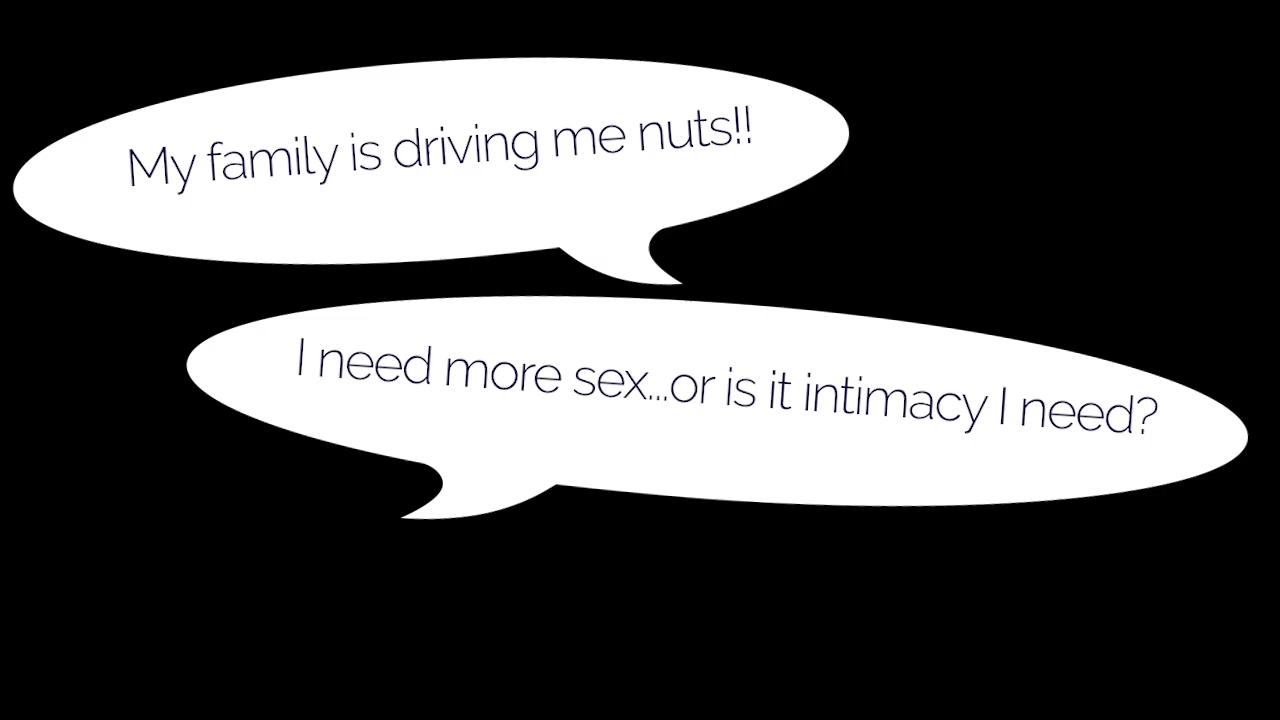 My family is driving me nuts!!
I need more sex...or is it intimacy I need?